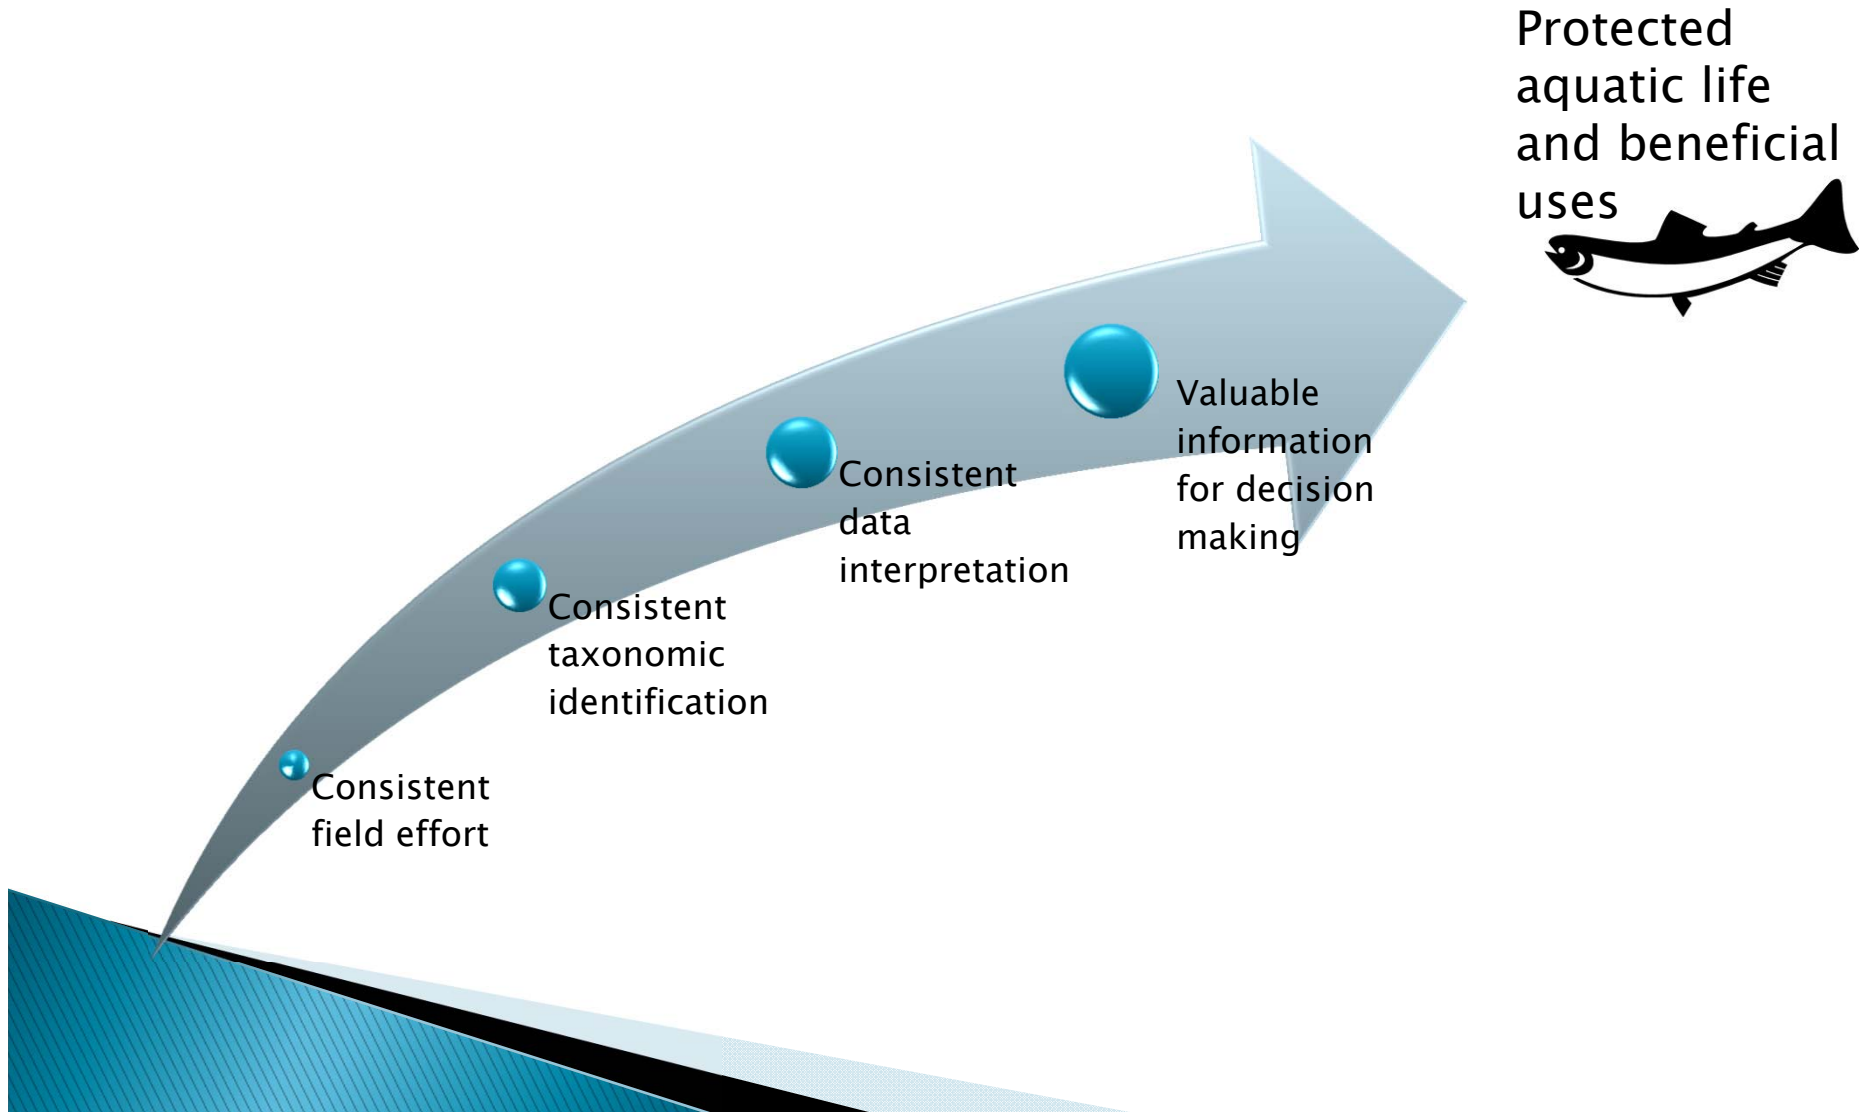 Protected
aquatic life
and beneficial
uses
Valuable
information
for decision
making
Consistent
data
interpretation
Consistent
taxonomic
identification
Consistent
field effort